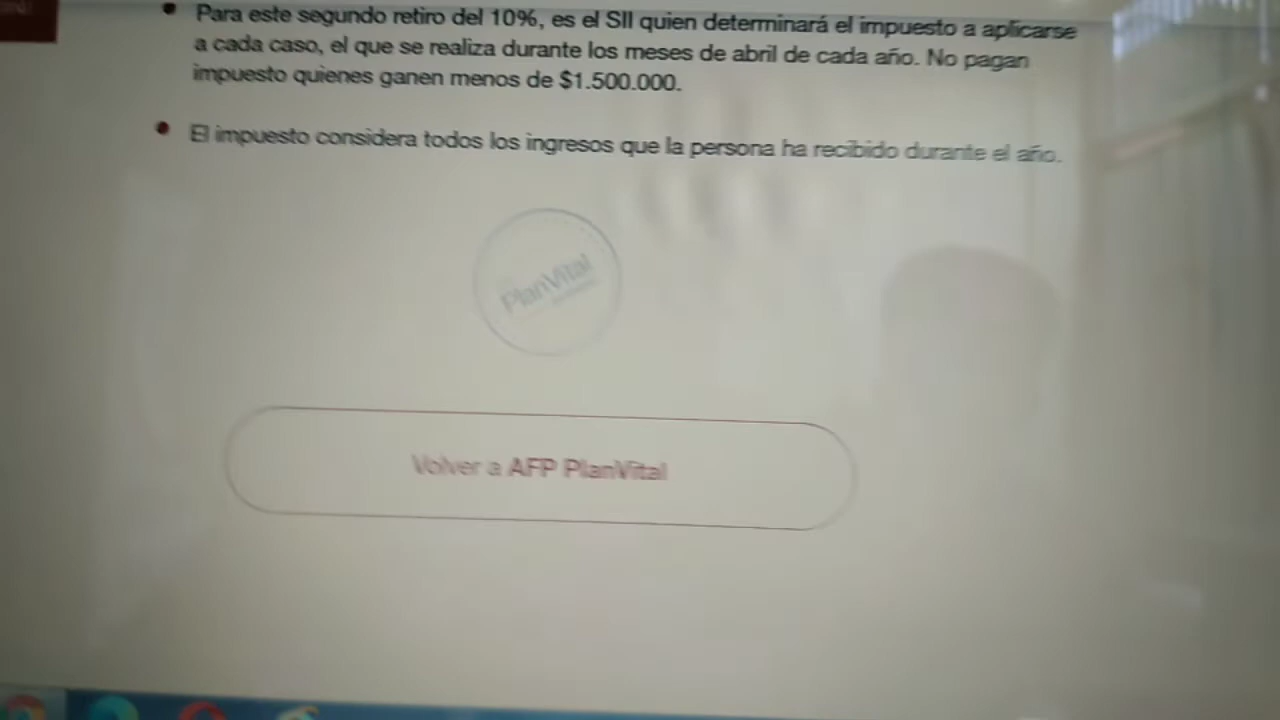 Para este segundo retiro del 10%, es el SII quien determinará el impuesto a aplicarse
a cada caso, el que se realiza durante los meses de abril de cada año. No pagan
impuesto quienes ganen menos de $1.500.000.
El impuesto considera todos los ingresos que la persona ha recibido durante el año.
PlanVital
Volver a AFP PlanVital